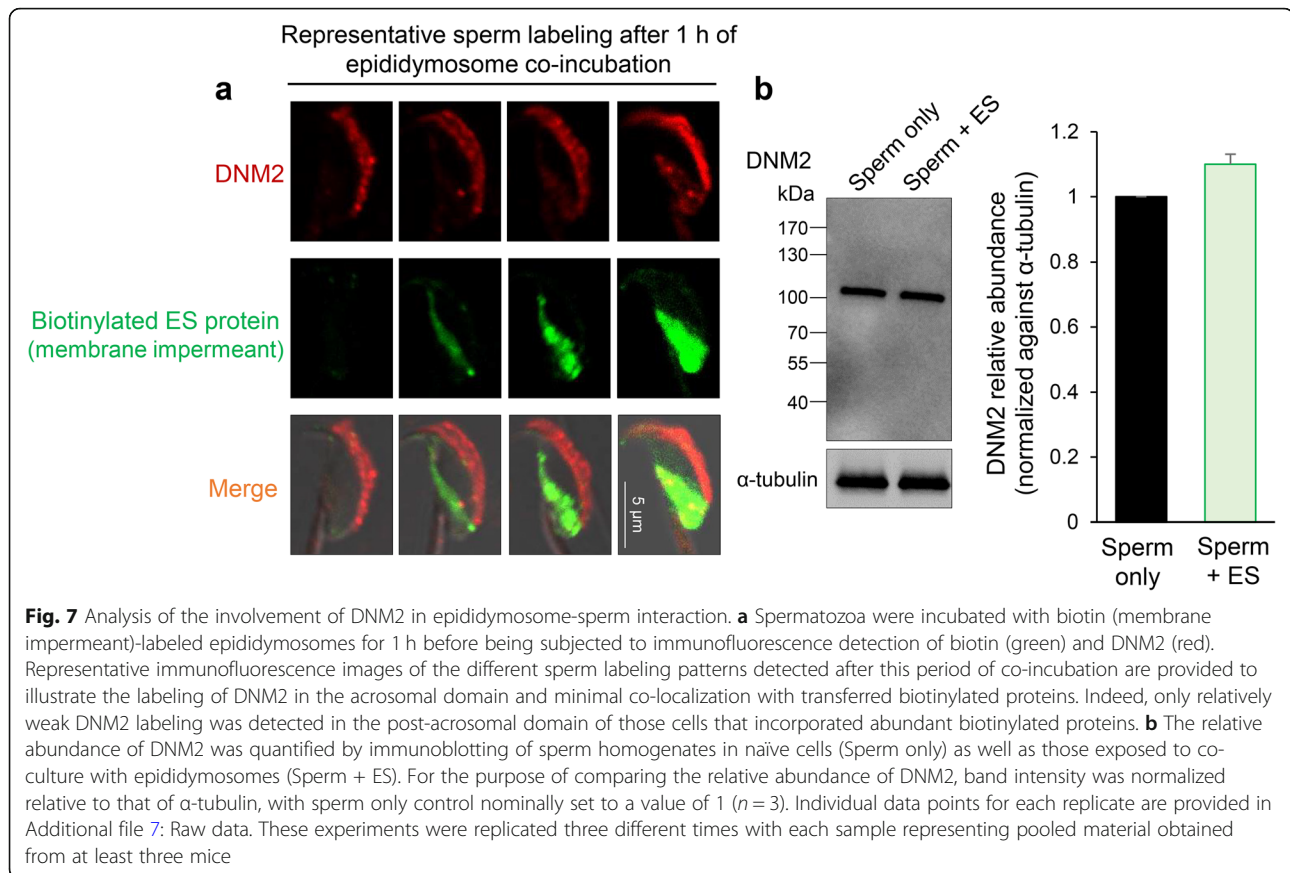 Representative sperm labeling after 1 h of
epididymosome co-incubation
a
DNM2
Biotinylated ES protein
(membrane impermeant)
Merge
5 µm
b
DNM2
Sperm only
Sperm + ES
kDa
170
130
100
70
55
40
α-tubulin
DNM2 relative abundance
(normalized against α-tubulin)
1.2
1
0.8
0.6
0.4
0.2
0
Sperm
only
Sperm
+ ES
Fig. 7 Analysis of the involvement of DNM2 in epididymosome-sperm interaction. a Spermatozoa were incubated with biotin (membrane
impermeant)-labeled epididymosomes for 1 h before being subjected to immunofluorescence detection of biotin (green) and DNM2 (red).
Representative immunofluorescence images of the different sperm labeling patterns detected after this period of co-incubation are provided to
illustrate the labeling of DNM2 in the acrosomal domain and minimal co-localization with transferred biotinylated proteins. Indeed, only relatively
weak DNM2 labeling was detected in the post-acrosomal domain of those cells that incorporated abundant biotinylated proteins. b The relative
abundance of DNM2 was quantified by immunoblotting of sperm homogenates in naïve cells (Sperm only) as well as those exposed to co-
culture with epididymosomes (Sperm + ES). For the purpose of comparing the relative abundance of DNM2, band intensity was normalized
relative to that of α-tubulin, with sperm only control nominally set to a value of 1 (n = 3). Individual data points for each replicate are provided in
Additional file 7: Raw data. These experiments were replicated three different times with each sample representing pooled material obtained
from at least three mice